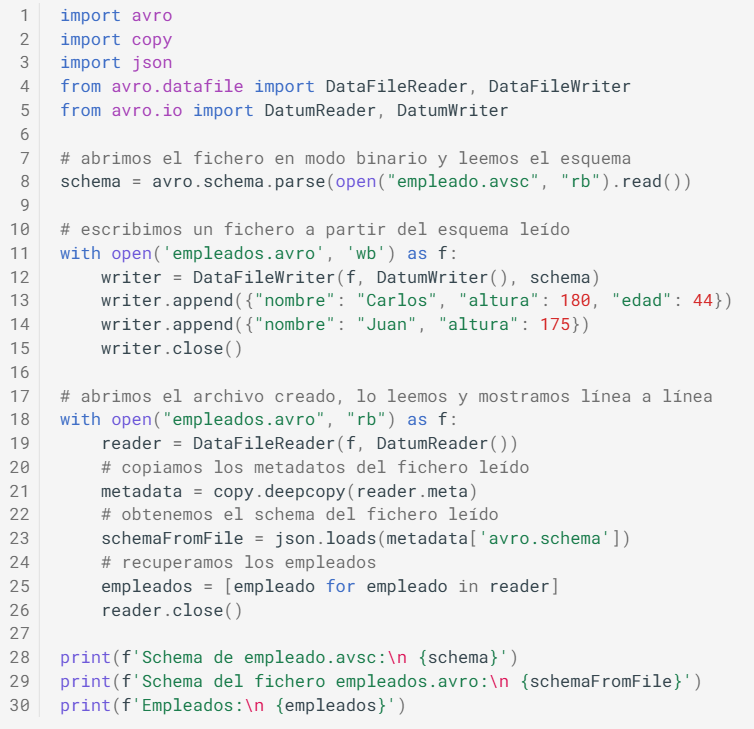 1 import avro
2 import copy
3 import json
4 from avro.datafile import DataFileReader, DataFileWriter
5 from avro.io import DatumReader, DatumWriter
6
7 # abrimos el fichero en modo binario y leemos el esquema
8 schema = avro.schema.parse(open("empleado.avsc", "rb").read())
9
10 # escribimos un fichero a partir del esquema leído
11 with open('empleados.avro', 'wb') as f:
12     writer = DataFileWriter(f, DatumWriter(), schema)
13     writer.append({"nombre": "Carlos", "altura": 180, "edad": 44})
14     writer.append({"nombre": "Juan", "altura": 175})
15     writer.close()
16
17 # abrimos el archivo creado, lo leemos y mostramos línea a línea
18 with open("empleados.avro", "rb") as f:
19     reader = DataFileReader(f, DatumReader())
20     # copiamos los metadatos del fichero leído
21     metadata = copy.deepcopy(reader.meta)
22     # obtenemos el schema del fichero leído
23     schemaFromFile = json.loads(metadata['avro.schema'])
24     # recuperamos los empleados
25     empleados = [empleado for empleado in reader]
26     reader.close()
27
28 print(f'Schema de empleado.avsc:\n {schema}')
29 print(f'Schema del fichero empleados.avro:\n {schemaFromFile}')
30 print(f'Empleados:\n {empleados}')